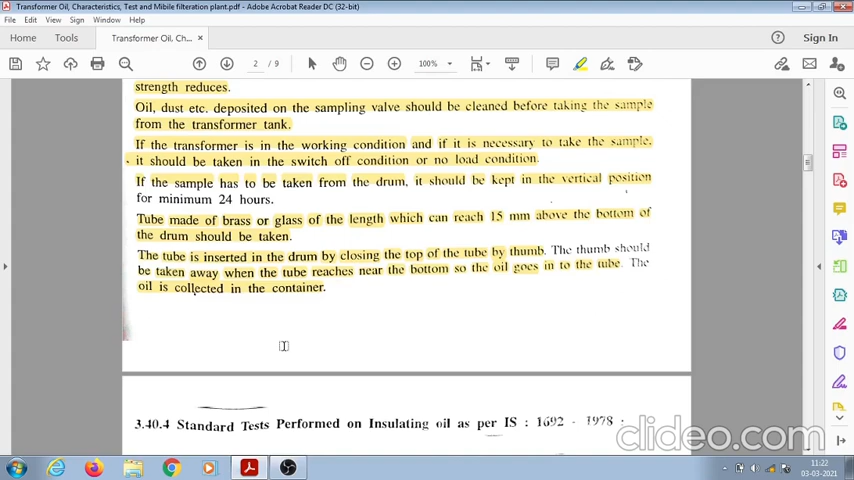 Transformer Oil, Characteristics, Test and Mibile filteration plant.pdf - Adobe Acrobat Reader DC (32-bit)
File Edit View Sign Window Help
Home Tools Transformer Oil, Ch... × Sign In
2 / 9 100%
strength reduces.
Oil, dust etc. deposited on the sampling valve should be cleaned before taking the sample
from the transformer tank.
If the transformer is in the working condition and if it is necessary to take the sample,
it should be taken in the switch off condition or no load condition.
If the sample has to be taken from the drum, it should be kept in the vertical position
for minimum 24 hours.
Tube made of brass or glass of the length which can reach 15 mm above the bottom of
the drum should be taken.
The tube is inserted in the drum by closing the top of the tube by thumb. The thumb should
be taken away when the tube reaches near the bottom so the oil goes in to the tube. The
oil is collected in the container.
3.40.4 Standard Tests Performed on Insulating oil as per IS : 1692 - 1978 :
clideo.com
11:22
03-03-2021